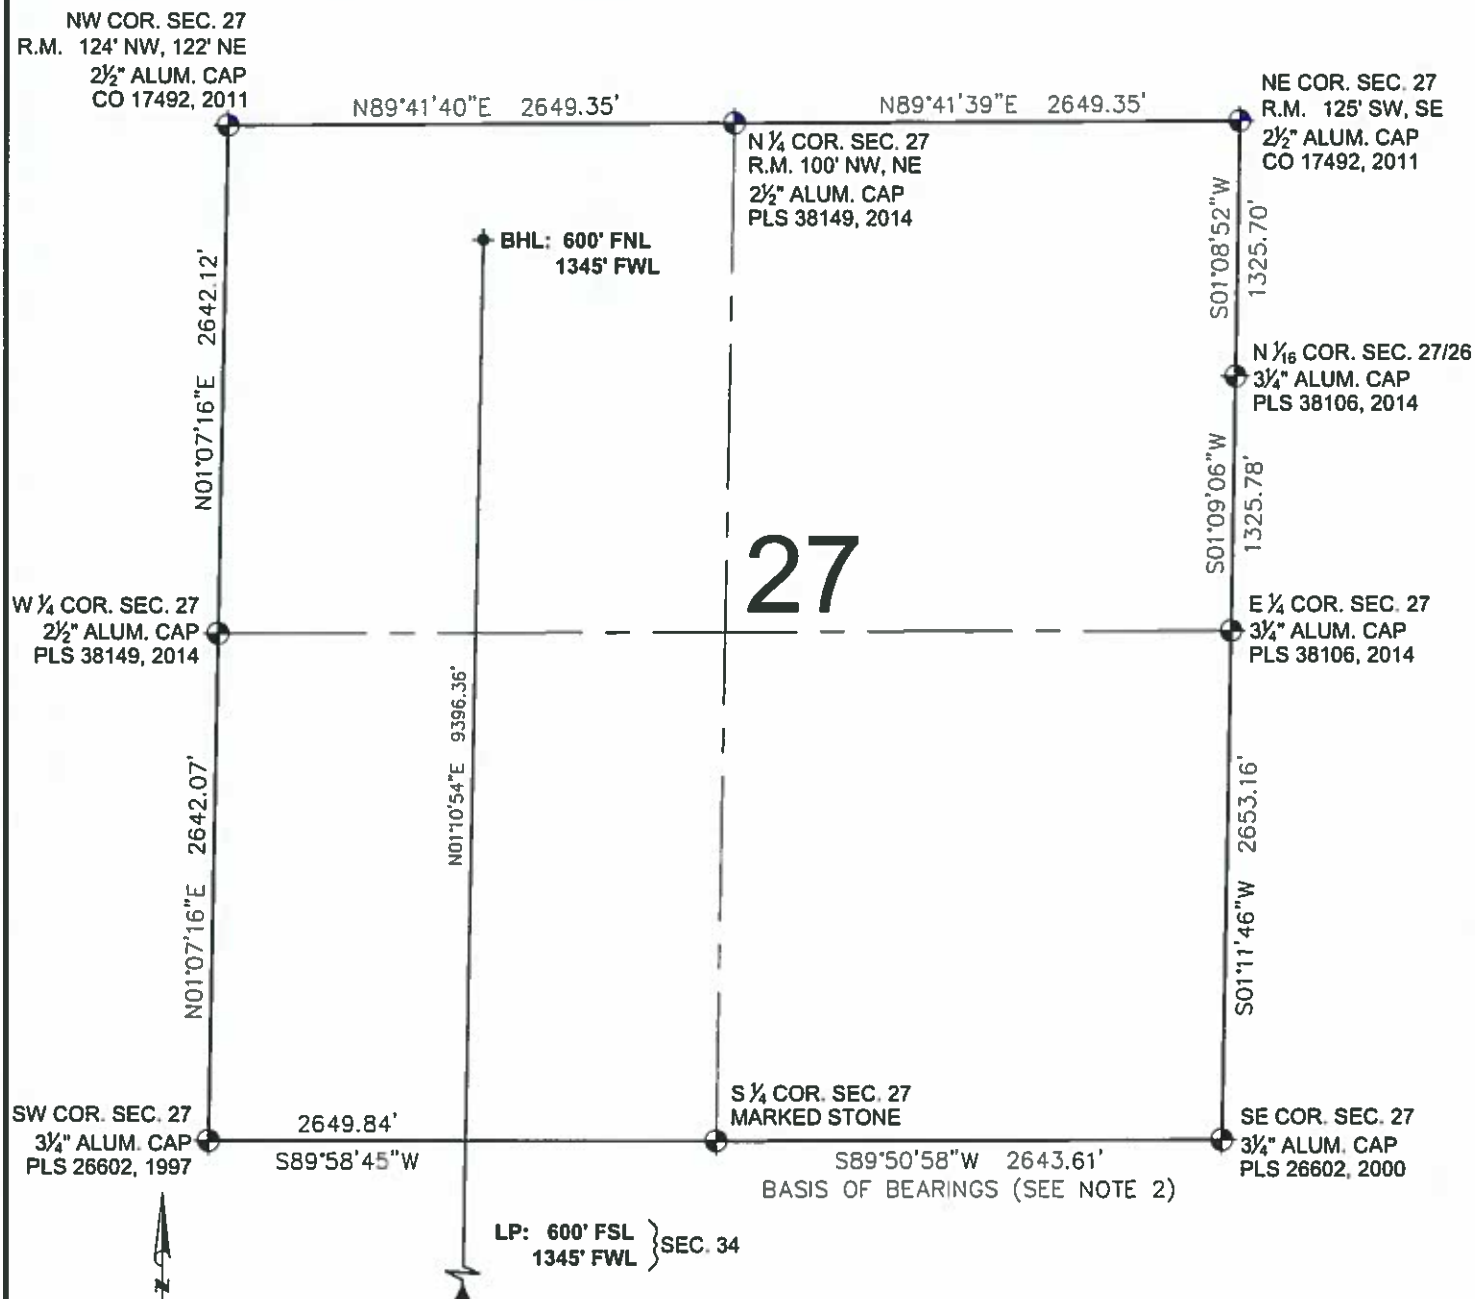 NW COR. SEC. 27
R.M. 124' NW, 122' NE
2½" ALUM. CAP
CO 17492, 2011
N89°41'40"E 2649.35'
N89°41'39"E 2649.35'
NE COR. SEC. 27
R.M. 125' SW, SE
2½" ALUM. CAP
CO 17492, 2011
N ¼ COR. SEC. 27
R.M. 100' NW, NE
2½" ALUM. CAP
PLS 38149, 2014
BHL: 600' FNL
1345' FWL
N01°07'16"E 2642.12'
S01°08'52"W
1325.70'
N 1/16 COR. SEC. 27/26
3¼" ALUM. CAP
PLS 38106, 2014
S01°09'06"W
1325.78'
27
W ¼ COR. SEC. 27
2½" ALUM. CAP
PLS 38149, 2014
E ¼ COR. SEC. 27
3¼" ALUM. CAP
PLS 38106, 2014
N01°10'54"E 9396.36'
N01°07'16"E 2642.07'
S01°11'46"W 2653.16'
SW COR. SEC. 27
3¼" ALUM. CAP
PLS 26602, 1997
2649.84'
S89°58'45"W
S ¼ COR. SEC. 27
MARKED STONE
S89°50'58"W 2643.61'
BASIS OF BEARINGS (SEE NOTE 2)
SE COR. SEC. 27
3¼" ALUM. CAP
PLS 26602, 2000
LP: 600' FSL
1345' FWL
SEC. 34
N